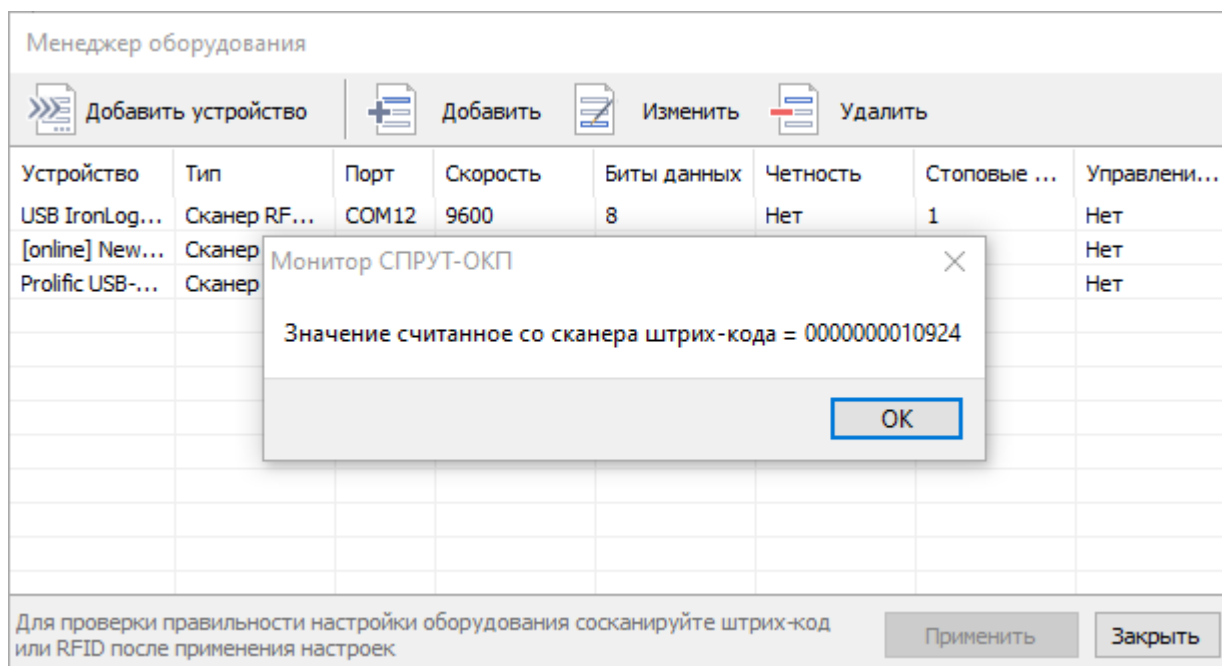 Менеджер оборудования
Добавить устройство Добавить Изменить Удалить
Устройство Тип Порт Скорость Биты данных Четность Стоповые ... Управлени...
USB IronLog... Сканер RF... COM12 9600 8 Нет 1 Нет
[online] New... Сканер Нет
Prolific USB-... Сканер Нет
Монитор СПРУТ-ОКП
Значение считанное со сканера штрих-кода = 0000000010924
OK
Для проверки правильности настройки оборудования сосканируйте штрих-код
или RFID после применения настроек
Применить Закрыть